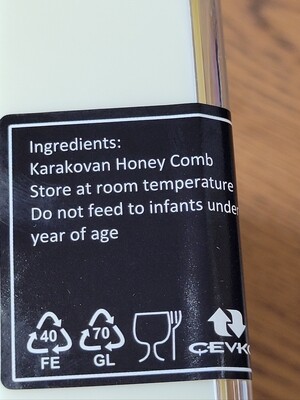 Ingredients:
Karakovan Honey Comb
Store at room temperature
Do not feed to infants under
year of age
40
FE
70
GL
ÇEVKO